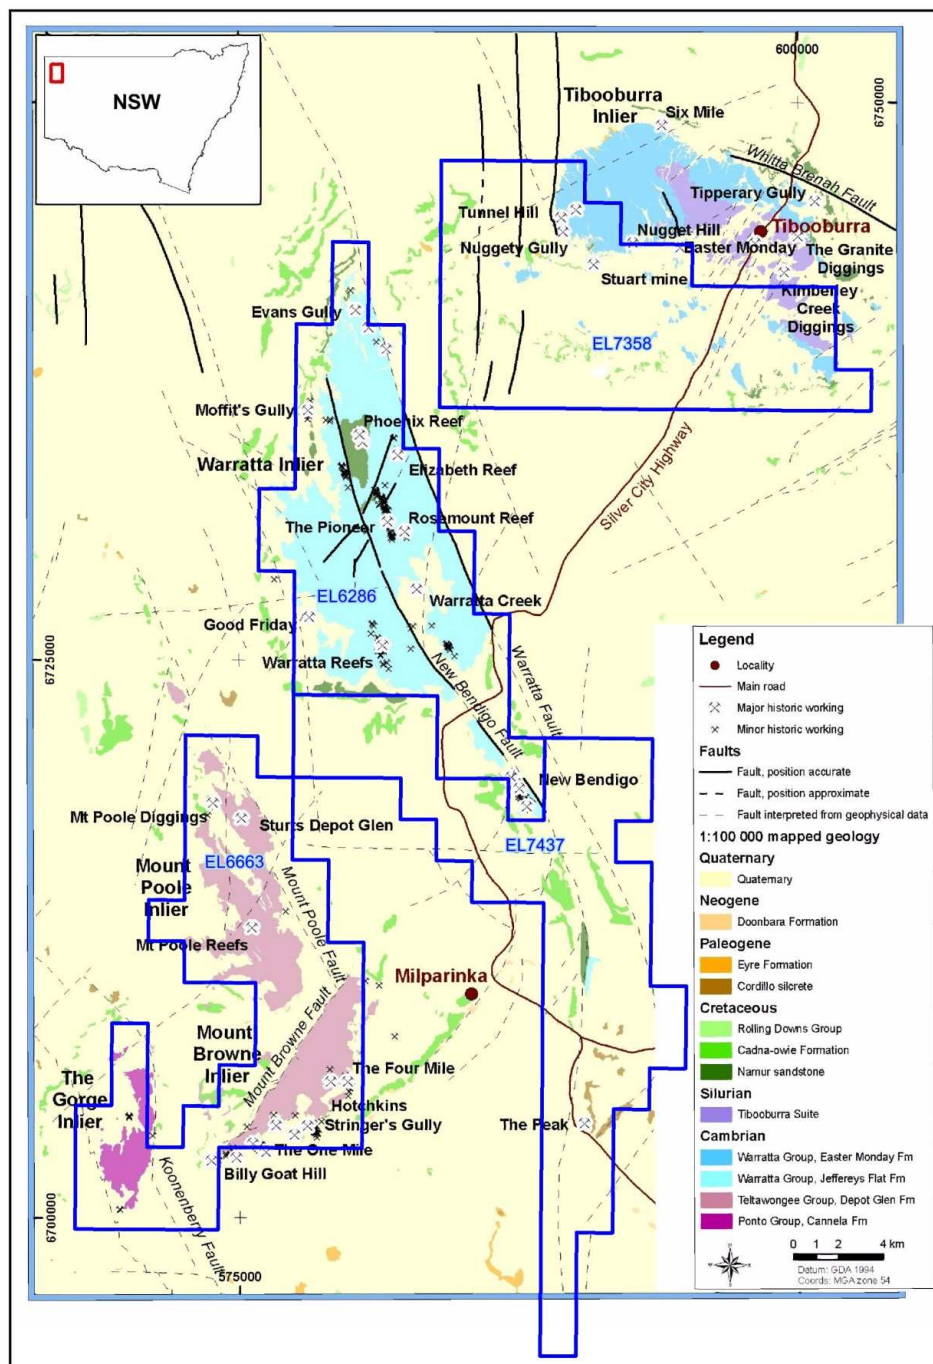 600000
6750000
NSW
Tibooburra
Inlier
Six Mile
Whitta Brenah Fault
Tipperary Gully
Tunnel Hill
Tibooburra
Nugget Hill
Nuggety Gully
Easter Monday
The Granite
Diggings
Stuart mine
Kimberley
Creek
Diggings
Evans Gully
EL7358
Moffit's Gully
Phoenix Reef
Warratta Inlier
Elizabeth Reef
Silver City Highway
Rosemount Reef
The Pioneer
EL6286
Warratta Creek
Good Friday
6725000
Warratta Reefs
New Bendigo Fault
Warratta Fault
New Bendigo
Mt Poole Diggings
Sturts Depot Glen
EL7437
EL6663
Mount
Poole
Inlier
Mount Poole Fault
Mt Poole Reefs
Milparinka
Mount
Browne
Inlier
Mount Browne Fault
The Four Mile
The
Gorge
Inlier
Hotchkins
Stringer's Gully
The Peak
The One Mile
Billy Goat Hill
Koonenberry Fault
6700000
575000
Legend
Locality
Main road
Major historic working
Minor historic working
Faults
Fault, position accurate
Fault, position approximate
Fault interpreted from geophysical data
1:100 000 mapped geology
Quaternary
Quaternary
Neogene
Doonbara Formation
Paleogene
Eyre Formation
Cordillo silcrete
Cretaceous
Rolling Downs Group
Cadna-owie Formation
Namur sandstone
Silurian
Tibooburra Suite
Cambrian
Warratta Group, Easter Monday Fm
Warratta Group, Jeffereys Flat Fm
Teltawongee Group, Depot Glen Fm
Ponto Group, Cannela Fm
0 1 2 4 km
Datum: GDA 1994
Coords: MGA zone 54